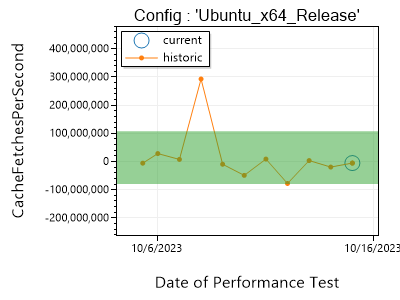 Config : 'Ubuntu_x64_Release'
current
historic
CacheFetchesPerSecond
400,000,000
300,000,000
200,000,000
100,000,000
0
-100,000,000
-200,000,000
10/6/2023
10/16/2023
Date of Performance Test